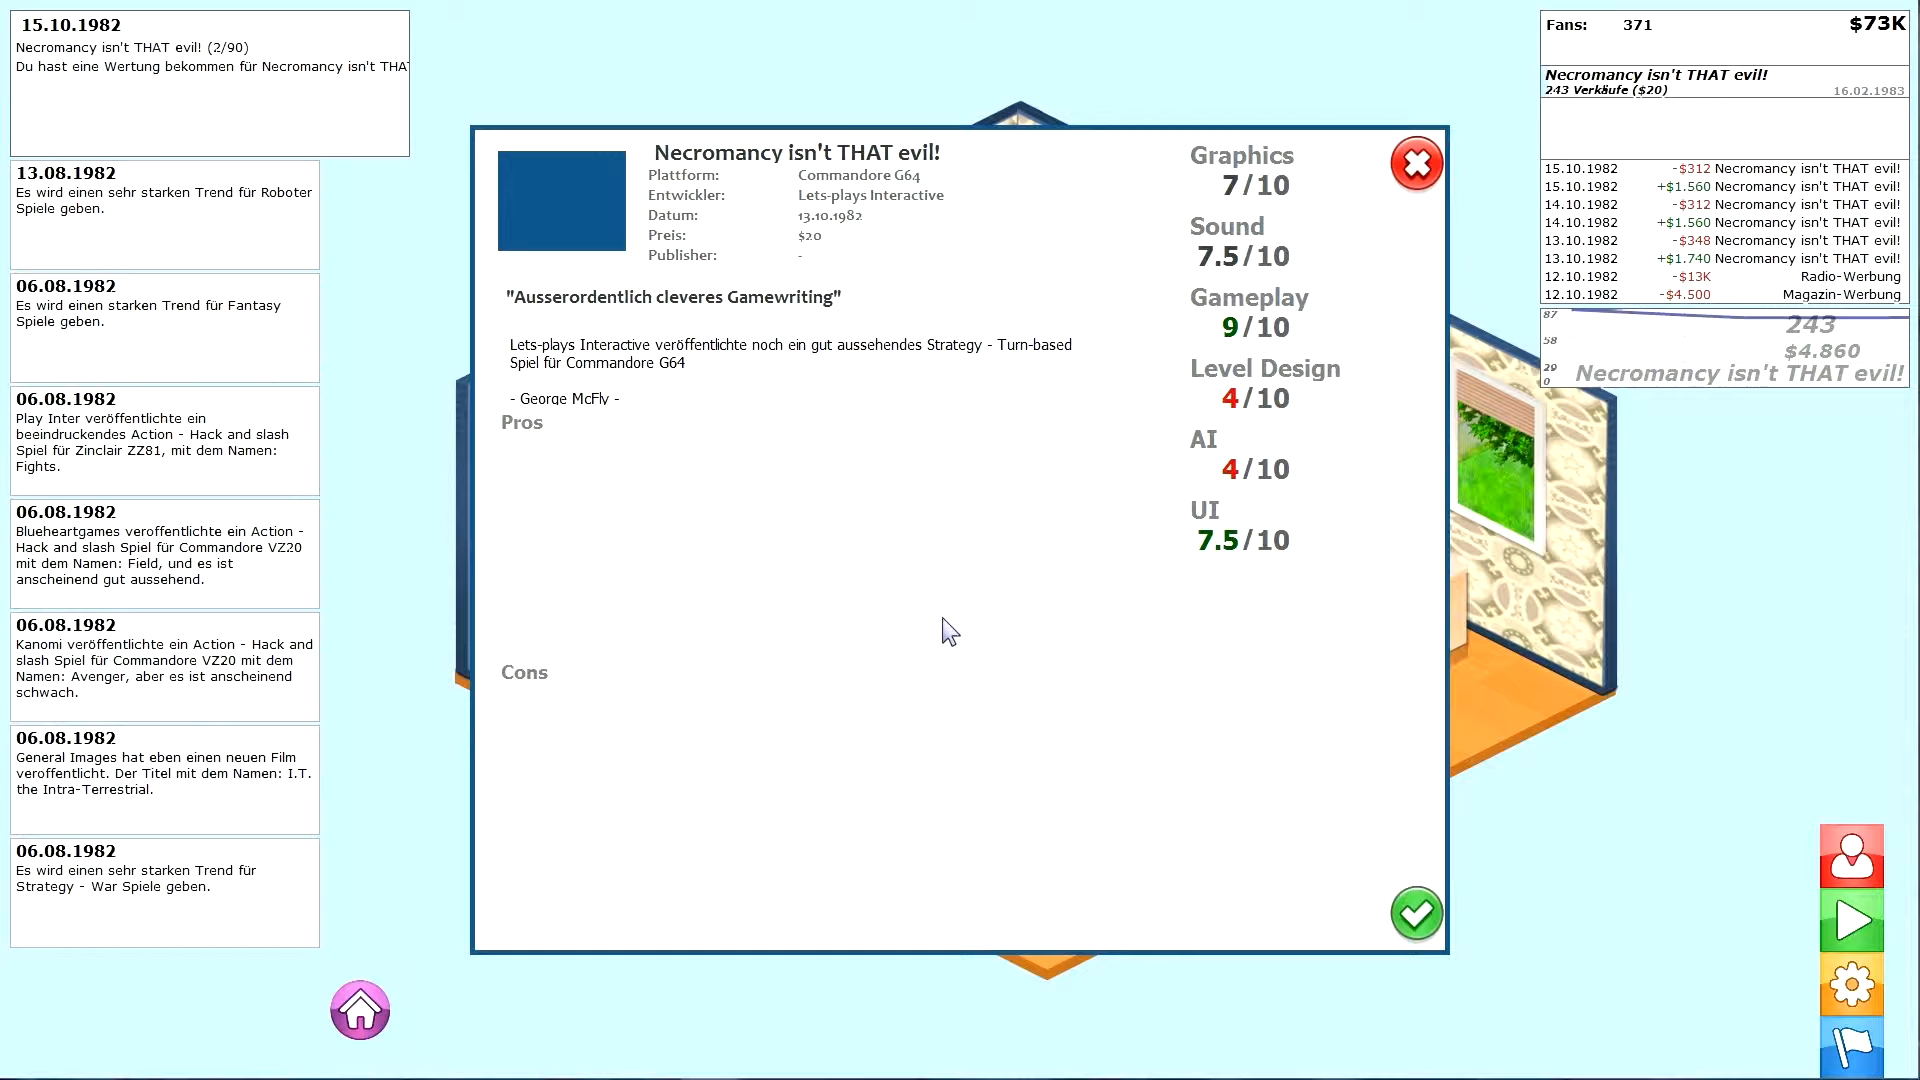 15.10.1982
Necromancy isn't THAT evil! (2/90)
Du hast eine Wertung bekommen für Necromancy isn't THA
13.08.1982
Es wird einen sehr starken Trend für Roboter
Spiele geben.
06.08.1982
Es wird einen starken Trend für Fantasy
Spiele geben.
06.08.1982
Play Inter veröffentlichte ein
beeindruckendes Action - Hack and slash
Spiel für Zinclair ZZ81, mit dem Namen:
Fights.
06.08.1982
Blueheartgames veroffentlichte ein Action -
Hack and slash Spiel für Commandore VZ20
mit dem Namen: Field, und es ist
anscheinend gut aussehend.
06.08.1982
Kanomi veröffentlichte ein Action - Hack and
slash Spiel für Commandore VZ20 mit dem
Namen: Avenger, aber es ist anscheinend
schwach.
06.08.1982
General Images hat eben einen neuen Film
veroffentlicht. Der Titel mit dem Namen: I.T.
the Intra-Terrestrial.
06.08.1982
Es wird einen sehr starken Trend für
Strategy - War Spiele geben.
Necromancy isn't THAT evil!
Plattform: Commandore G64
Entwickler: Lets-plays Interactive
Datum: 13.10.1982
Preis: $20
Publisher: -
"Ausserordentlich cleveres Gamewriting"
Lets-plays Interactive veröffentlichte noch ein gut aussehendes Strategy - Turn-based
Spiel für Commandore G64
- George McFly -
Pros
Cons
Graphics
7/10
Sound
7.5/10
Gameplay
9/10
Level Design
4/10
AI
4/10
UI
7.5/10
Fans: 371 $73K
Necromancy isn't THAT evil!
243 Verkäufe ($20) 16.02.1983
15.10.1982 -$312 Necromancy isn't THAT evil!
15.10.1982 +$1.560 Necromancy isn't THAT evil!
14.10.1982 -$312 Necromancy isn't THAT evil!
14.10.1982 +$1.560 Necromancy isn't THAT evil!
13.10.1982 -$348 Necromancy isn't THAT evil!
13.10.1982 +$1.740 Necromancy isn't THAT evil!
12.10.1982 -$13K Radio-Werbung
12.10.1982 -$4.500 Magazin-Werbung
87
243
58
$4.860
29
Necromancy isn't THAT evil!
0